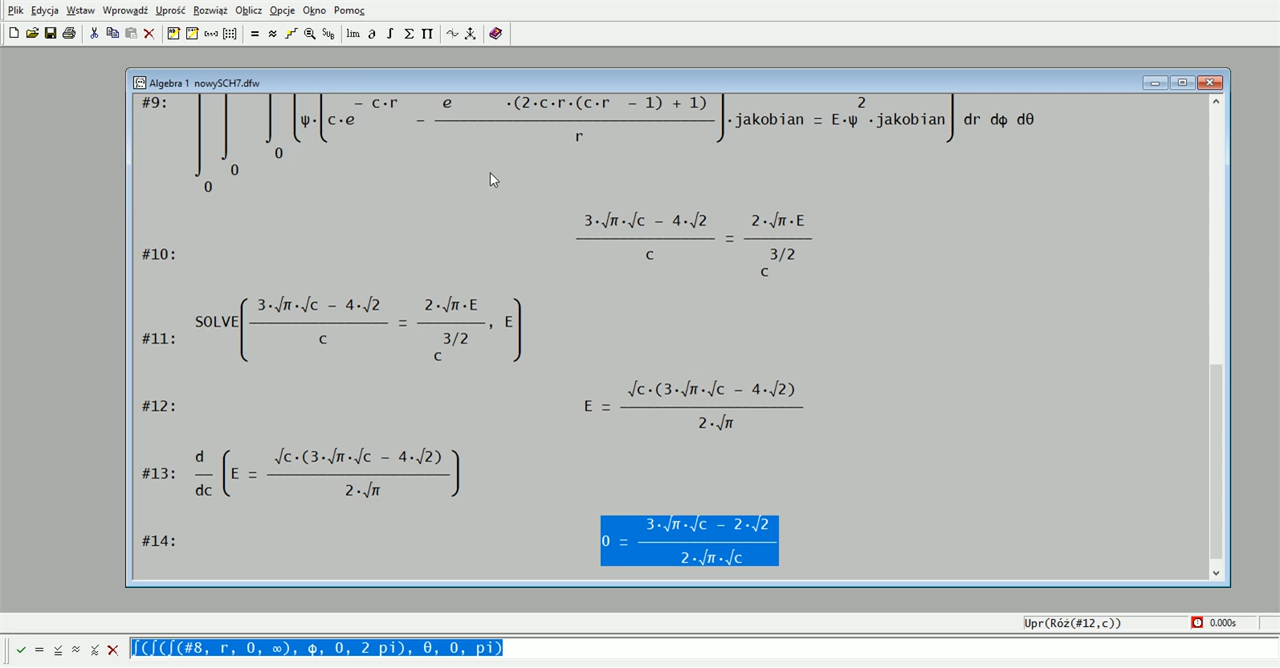 Plik Edycja Wstaw Wprowadź Uprość Rozwiąż Oblicz Opcje Okno Pomoc
= ≈ Sub lim ∂ ∫ Σ Π
Algebra 1 nowySCH7.dfw
#9: ∫ ∫ ∫ (ψ·(c·e^(- c·r) - e ·(2·c·r·(c·r - 1) + 1) / r)·jakobian = E·ψ^2·jakobian) dr dφ dθ
0 0 0
#10: (3·√π·√c - 4·√2) / c = 2·√π·E / c^(3/2)
#11: SOLVE((3·√π·√c - 4·√2) / c = 2·√π·E / c^(3/2), E)
#12: E = √c·(3·√π·√c - 4·√2) / (2·√π)
#13: d/dc (E = √c·(3·√π·√c - 4·√2) / (2·√π))
#14: 0 = (3·√π·√c - 2·√2) / (2·√π·√c)
Upr(Róż(#12,c)) 0.000s
∫(∫(∫(#8, r, 0, ∞), φ, 0, 2 pi), θ, 0, pi)